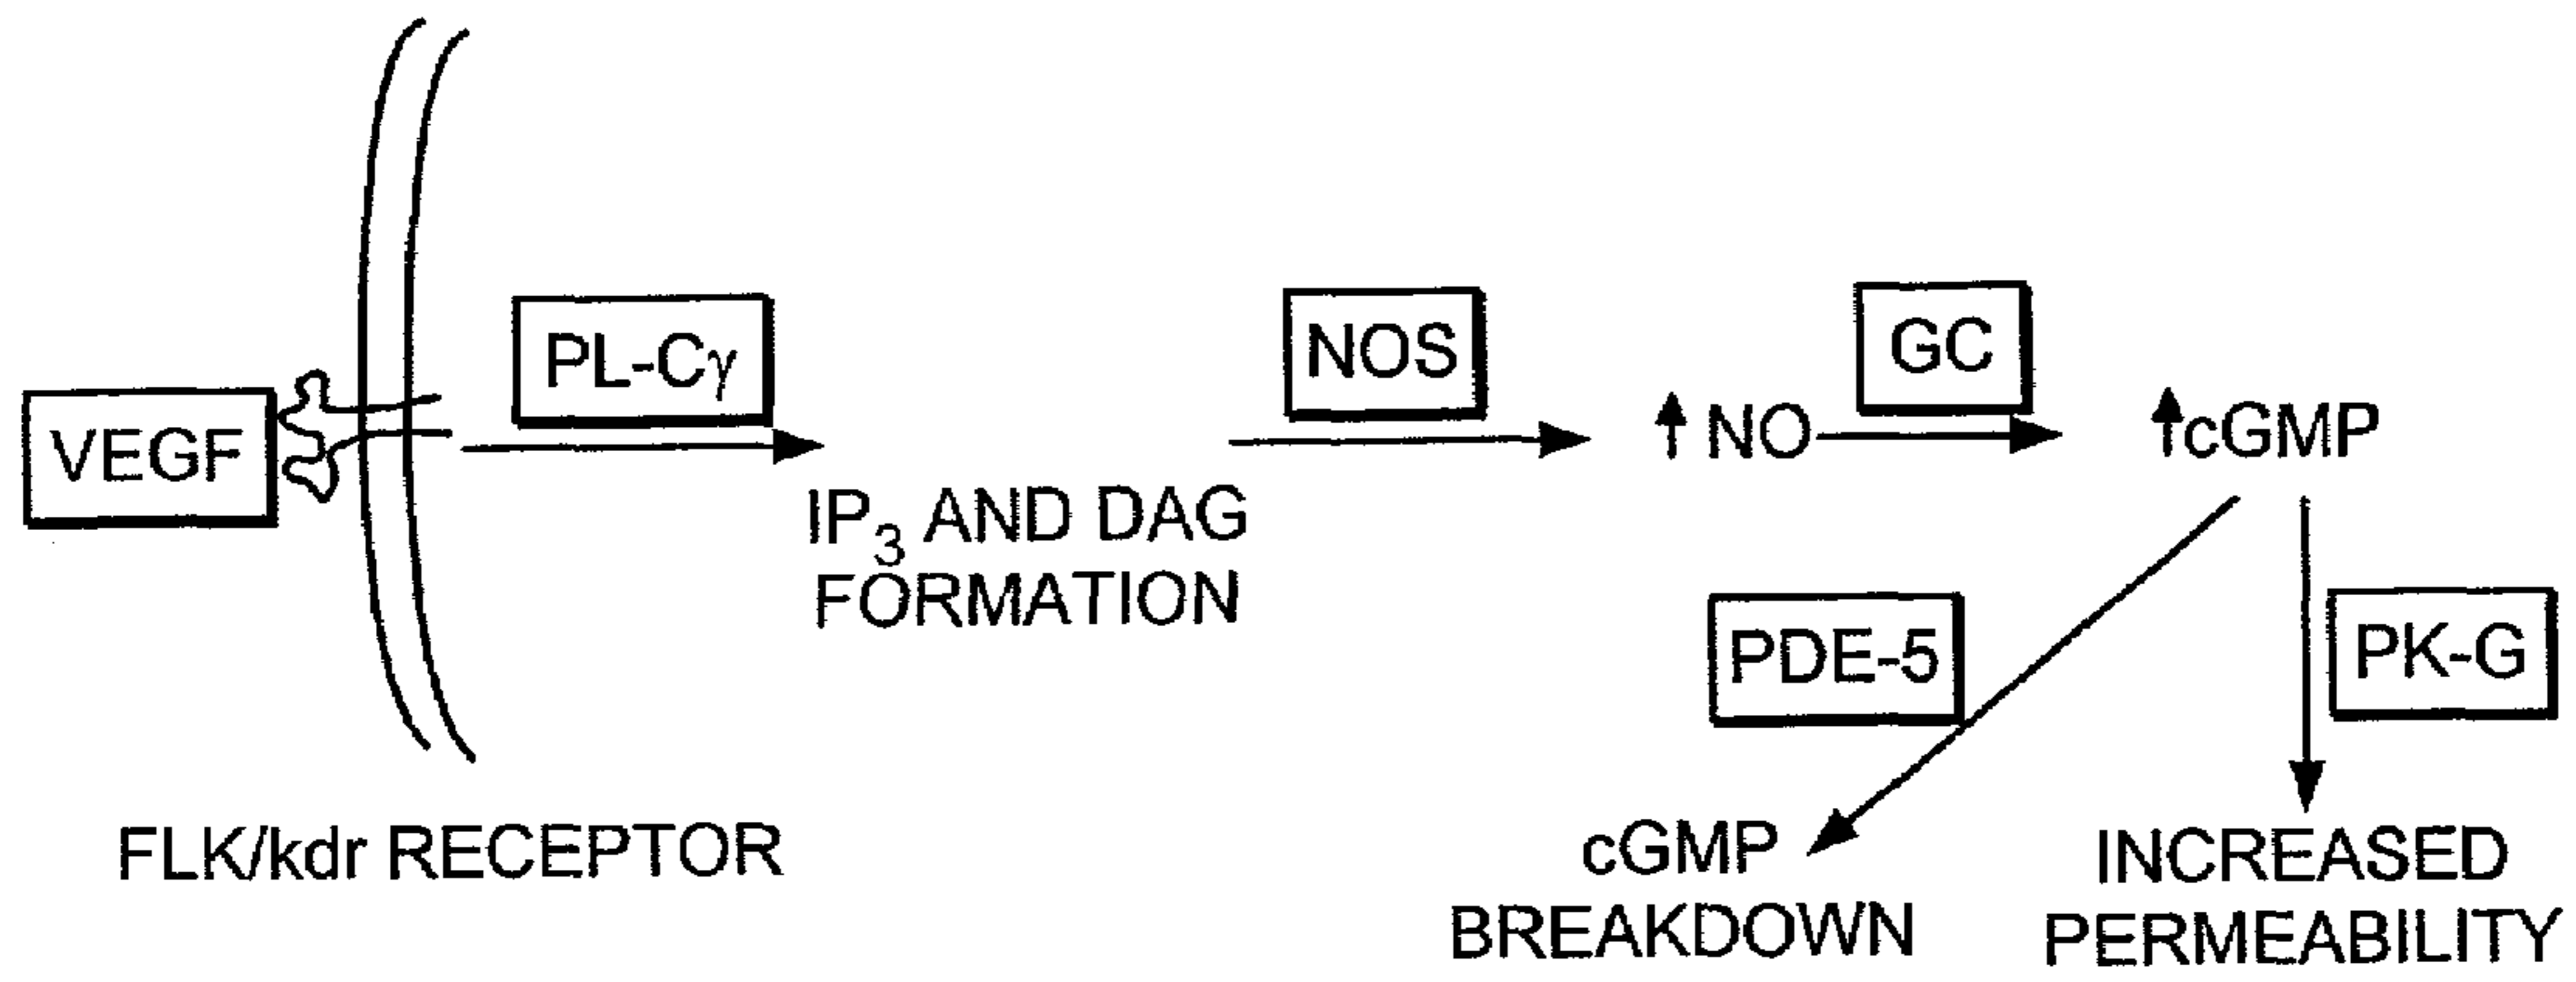 VEGF
PL-Cγ
IP₃ AND DAG
FORMATION
NOS
NO
GC
cGMP
PDE-5
PK-G
FLK/kdr RECEPTOR
cGMP
BREAKDOWN
INCREASED
PERMEABILITY